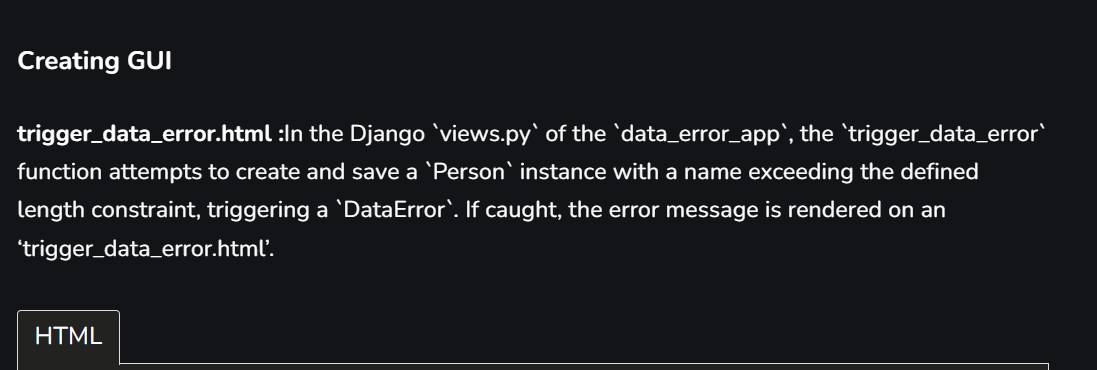 Creating GUI
trigger_data_error.html :In the Django `views.py` of the `data_error_app`, the `trigger_data_error`
function attempts to create and save a `Person` instance with a name exceeding the defined
length constraint, triggering a `DataError`. If caught, the error message is rendered on an
‘trigger_data_error.html’.
HTML